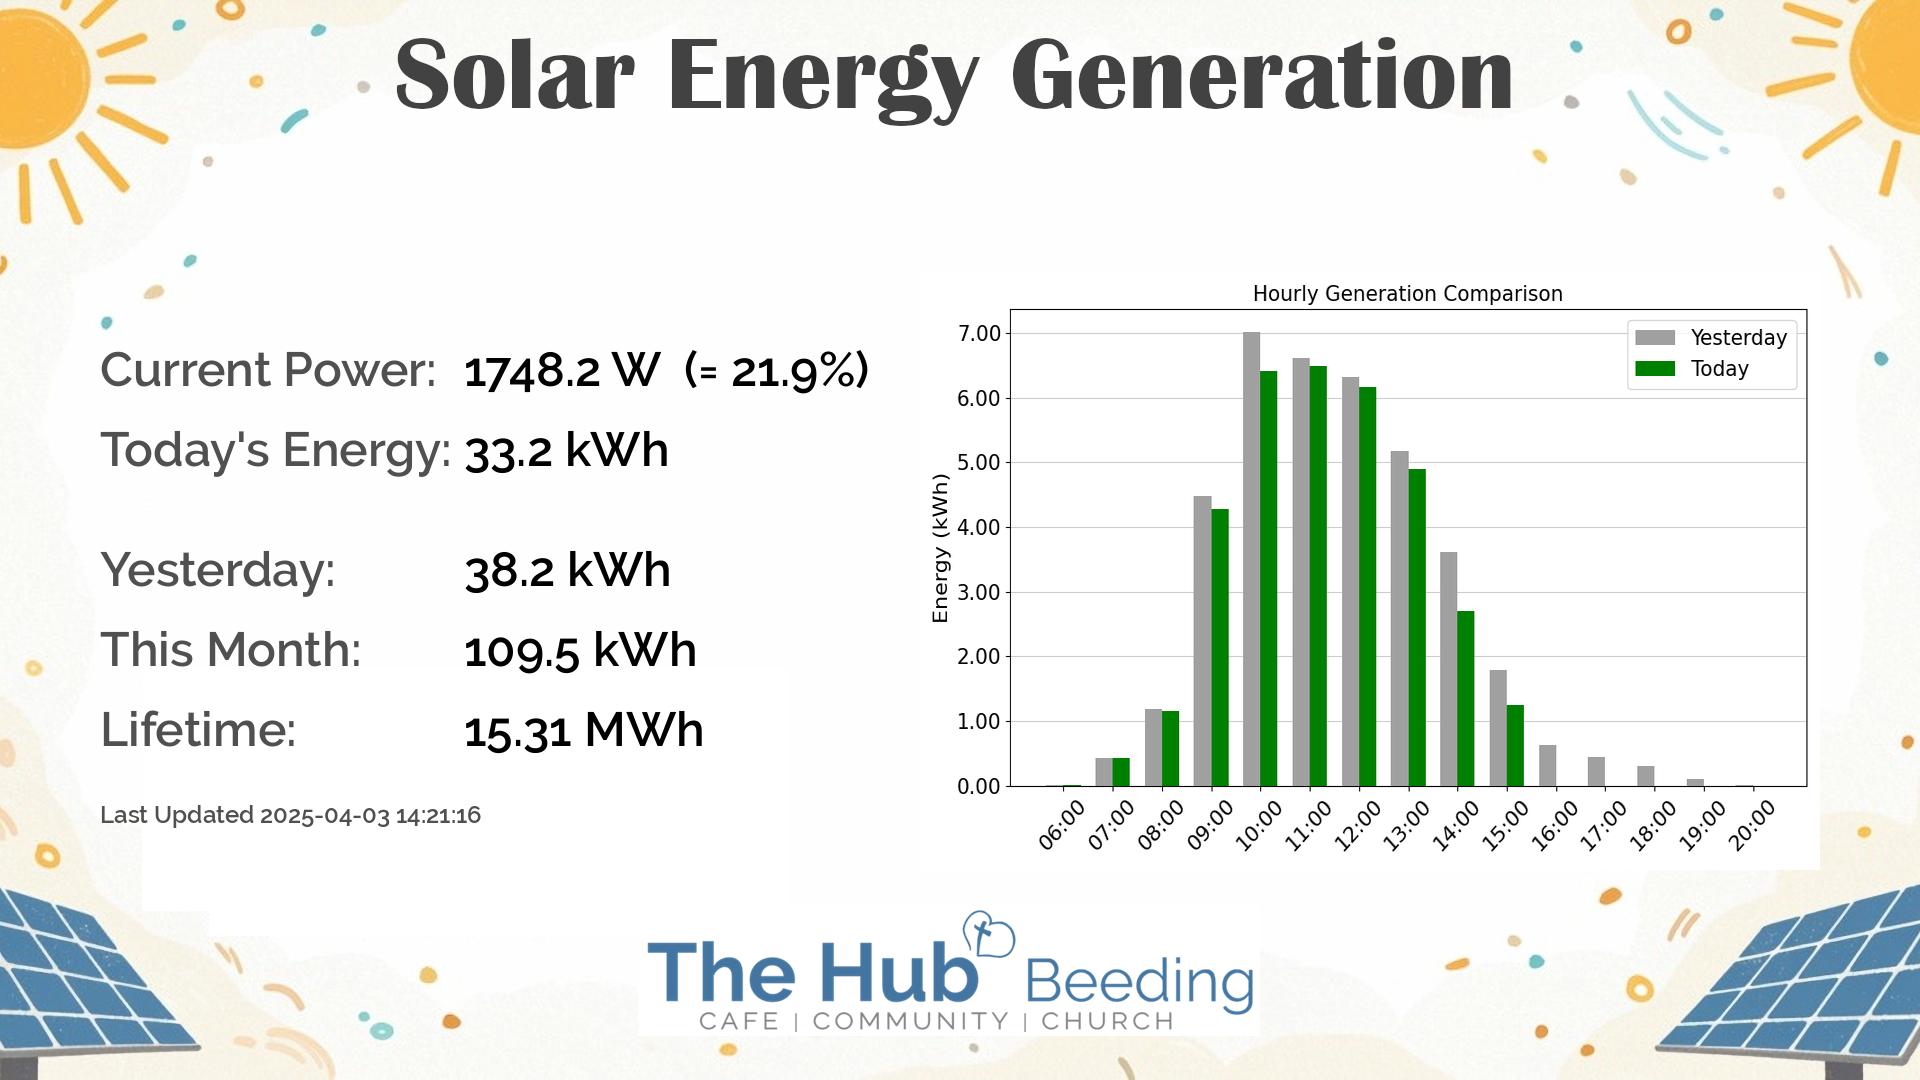 Solar Energy Generation
Current Power: 1748.2 W (= 21.9%)
Today's Energy: 33.2 kWh
Yesterday: 38.2 kWh
This Month: 109.5 kWh
Lifetime: 15.31 MWh
Last Updated 2025-04-03 14:21:16
Hourly Generation Comparison
Yesterday
Today
Energy (kWh)
7.00
6.00
5.00
4.00
3.00
2.00
1.00
0.00
06:00 07:00 08:00 09:00 10:00 11:00 12:00 13:00 14:00 15:00 16:00 17:00 18:00 19:00 20:00
The Hub Beeding
CAFE | COMMUNITY | CHURCH